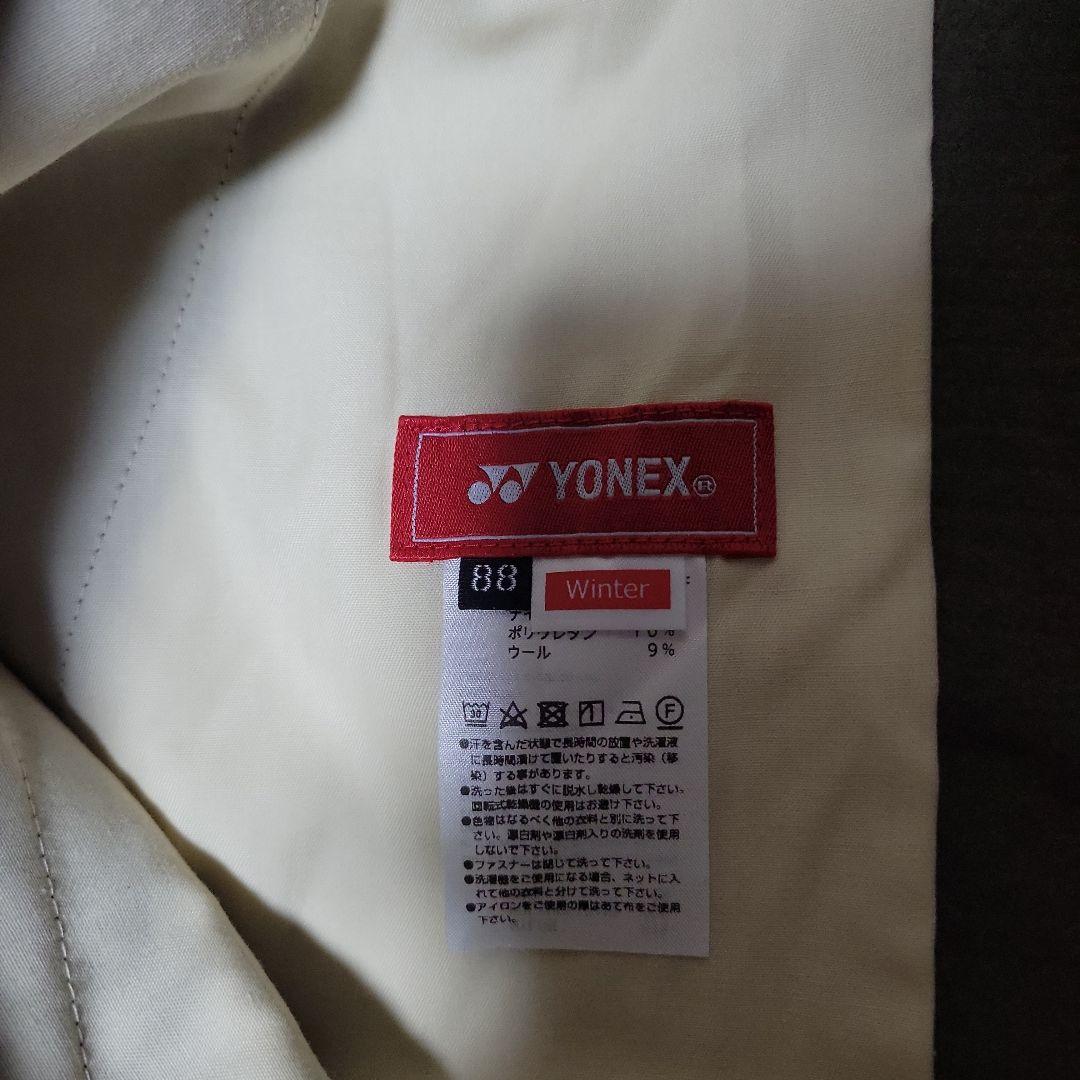 YONEX®
88
Winter
ナイ
ポリウレタン 10%
ウール 9%
30
F
●汗を含んだ状態で長時間の放置や洗濯液
に長時間漬けて置いたりすると汚染（移
染）する事があります。
●洗った後はすぐに脱水し乾燥して下さい。
回転式乾燥機の使用はお避け下さい。
●色物はなるべく他の衣料と別に洗って下
さい。漂白剤や漂白剤入りの洗剤を使用
しないで下さい。
●ファスナーは閉じて洗って下さい。
●洗濯機をご使用になる場合、ネットに入
れて他の衣料と分けて洗って下さい。
●アイロンをご使用の際はあて布をご使用
下さい。